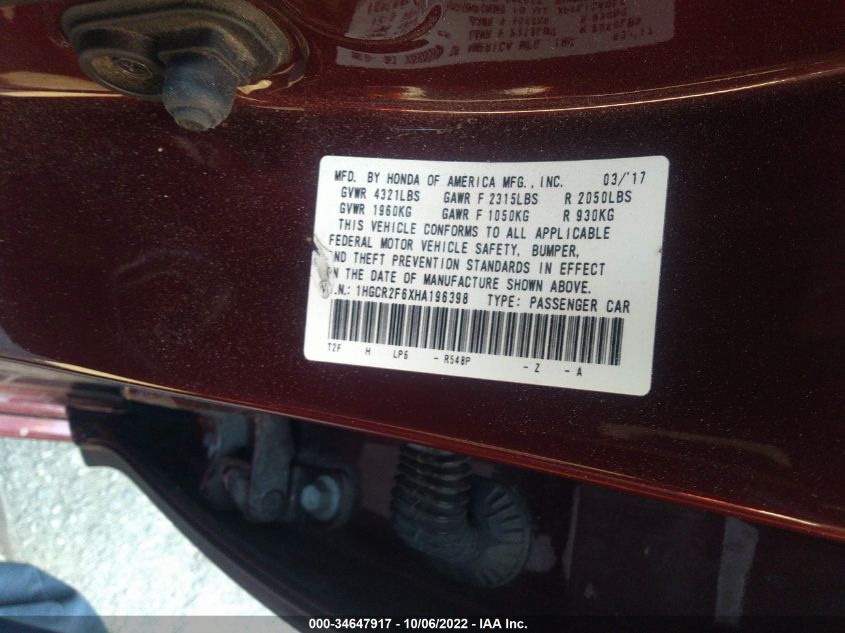 MFD. BY HONDA OF AMERICA MFG., INC. 03/'17
GVWR 4321LBS GAWR F 2315LBS R 2050LBS
GVWR 1960KG GAWR F 1050KG R 930KG
THIS VEHICLE CONFORMS TO ALL APPLICABLE
FEDERAL MOTOR VEHICLE SAFETY, BUMPER,
AND THEFT PREVENTION STANDARDS IN EFFECT
ON THE DATE OF MANUFACTURE SHOWN ABOVE.
V.I.N.: 1HGCR2F6XHA196398 TYPE: PASSENGER CAR
T2F H LP6 - R548P - Z - A
000-34647917 - 10/06/2022 - IAA Inc.